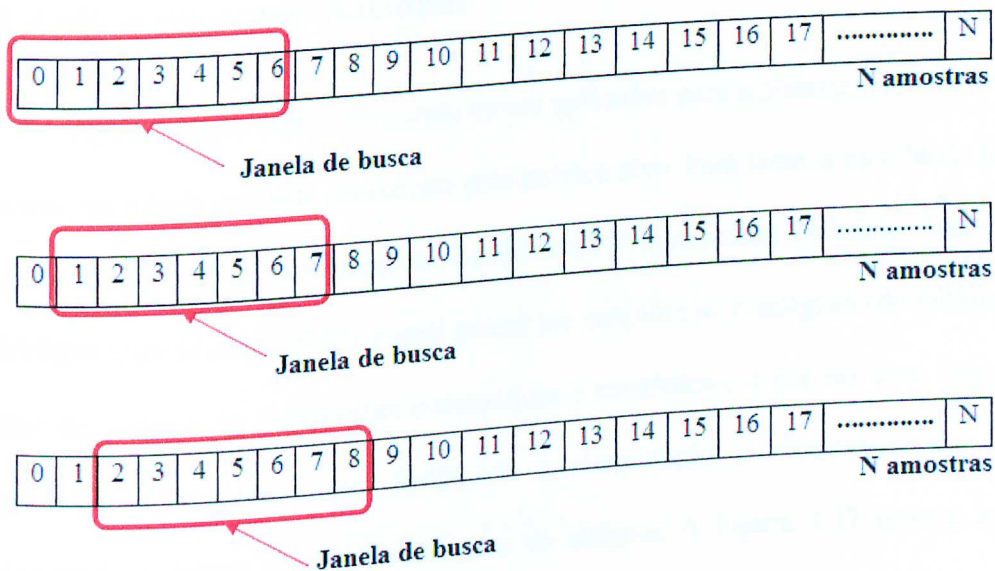 0 1 2 3 4 5 6 7 8 9 10 11 12 13 14 15 16 17 .............. N
N amostras
Janela de busca
0 1 2 3 4 5 6 7 8 9 10 11 12 13 14 15 16 17 .............. N
N amostras
Janela de busca
0 1 2 3 4 5 6 7 8 9 10 11 12 13 14 15 16 17 .............. N
N amostras
Janela de busca